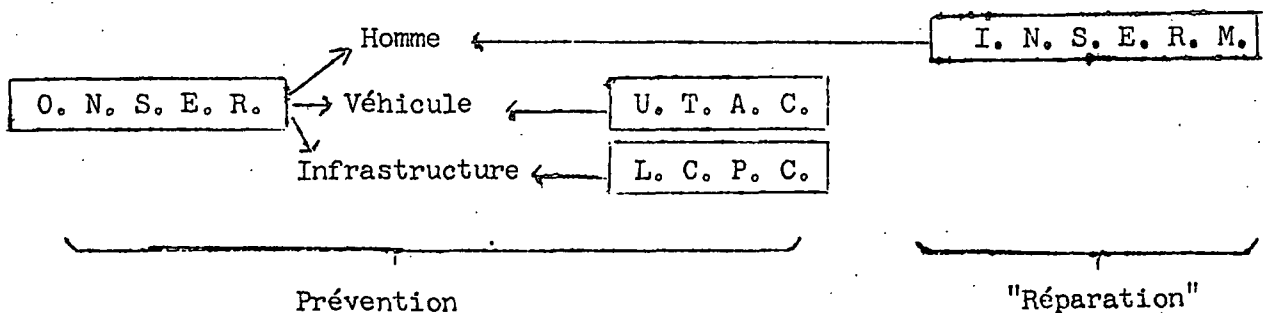 Homme I. N. S. E. R. M.
O. N. S. E. R. Véhicule U. T. A. C.
Infrastructure L. C. P. C.
Prévention "Réparation"